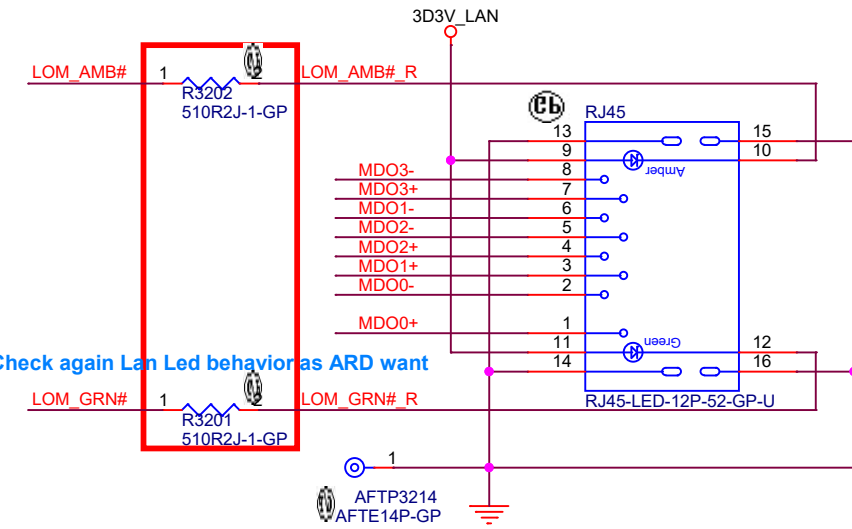 3D3V_LAN
LOM_AMB#
1
2
LOM_AMB#_R
R3202
510R2J-1-GP
RJ45
13
15
9
10
Amber
MDO3-
8
MDO3+
7
MDO1-
6
MDO2-
5
MDO2+
4
MDO1+
3
MDO0-
2
MDO0+
1
Green
11
12
14
16
Check again Lan Led behavior as ARD want
LOM_GRN#
1
2
LOM_GRN#_R
R3201
510R2J-1-GP
RJ45-LED-12P-52-GP-U
1
AFTP3214
AFTE14P-GP